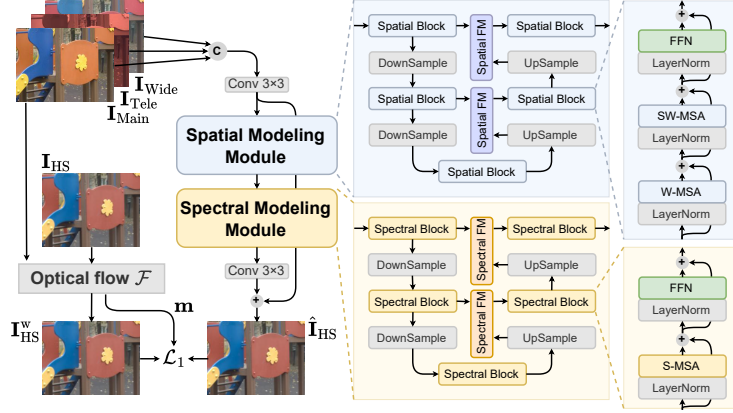 C
I_Wide
I_Tele
I_Main
Conv 3×3
Spatial Modeling
Module
I_HS
Spectral Modeling
Module
Conv 3×3
Optical flow F
+
m
I^w_HS
L_1
Î_HS
Spatial Block
Spatial FM
Spatial Block
DownSample
UpSample
Spatial Block
Spatial FM
Spatial Block
DownSample
UpSample
Spatial Block
Spectral Block
Spectral FM
Spectral Block
DownSample
UpSample
Spectral Block
Spectral FM
Spectral Block
DownSample
UpSample
Spectral Block
+
FFN
LayerNorm
+
SW-MSA
LayerNorm
+
W-MSA
LayerNorm
+
FFN
LayerNorm
+
S-MSA
LayerNorm